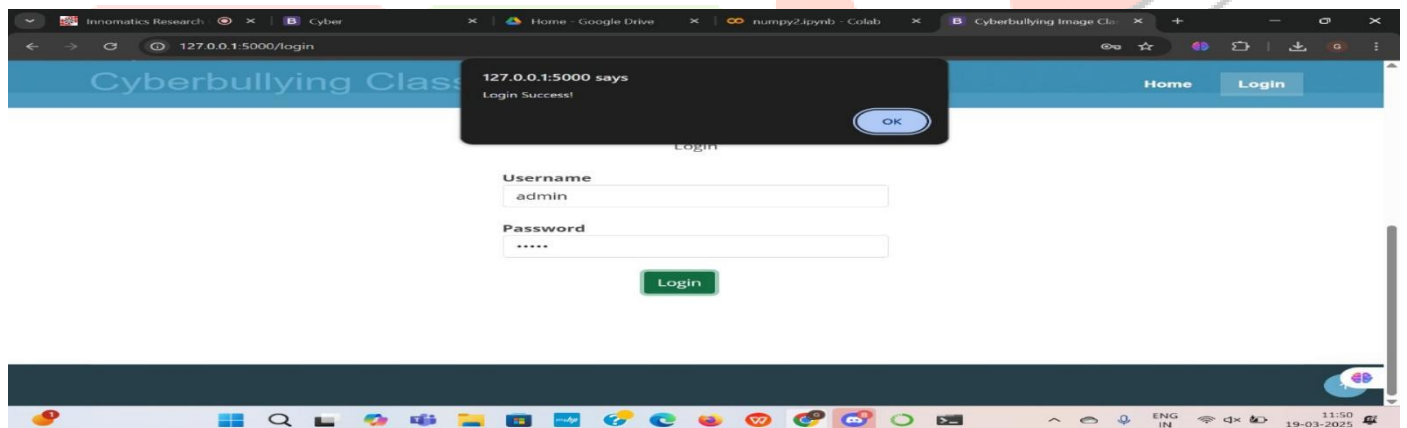 Innomatics Research
B Cyber
Home - Google Drive
numpy2.ipynb - Colab
B Cyberbullying Image Cla
127.0.0.1:5000/login
G
Cyberbullying Class
127.0.0.1:5000 says
Login Success!
OK
Home
Login
Login
Username
admin
Password
•••••
Login
1
ENG
IN
11:50
19-03-2025